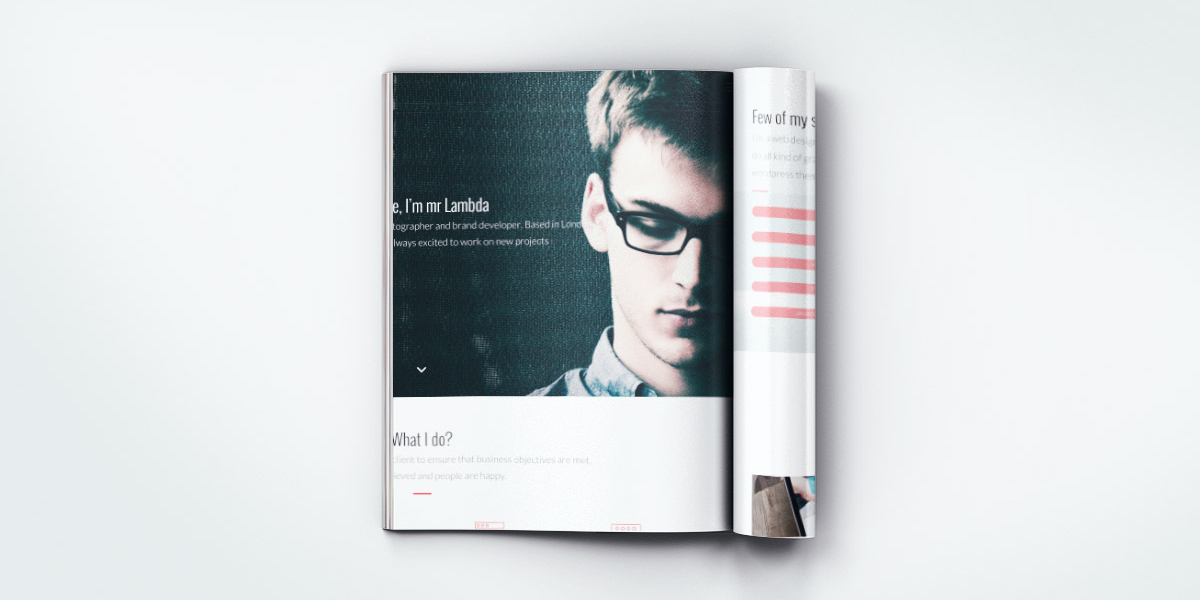 e, I'm mr Lambda
tographer and brand developer. Based in Lond
lways excited to work on new projects
What I do?
client to ensure that business objectives are met,
ieved and people are happy.
Few of my s
a web desig
do all kind of gra
wordpress them